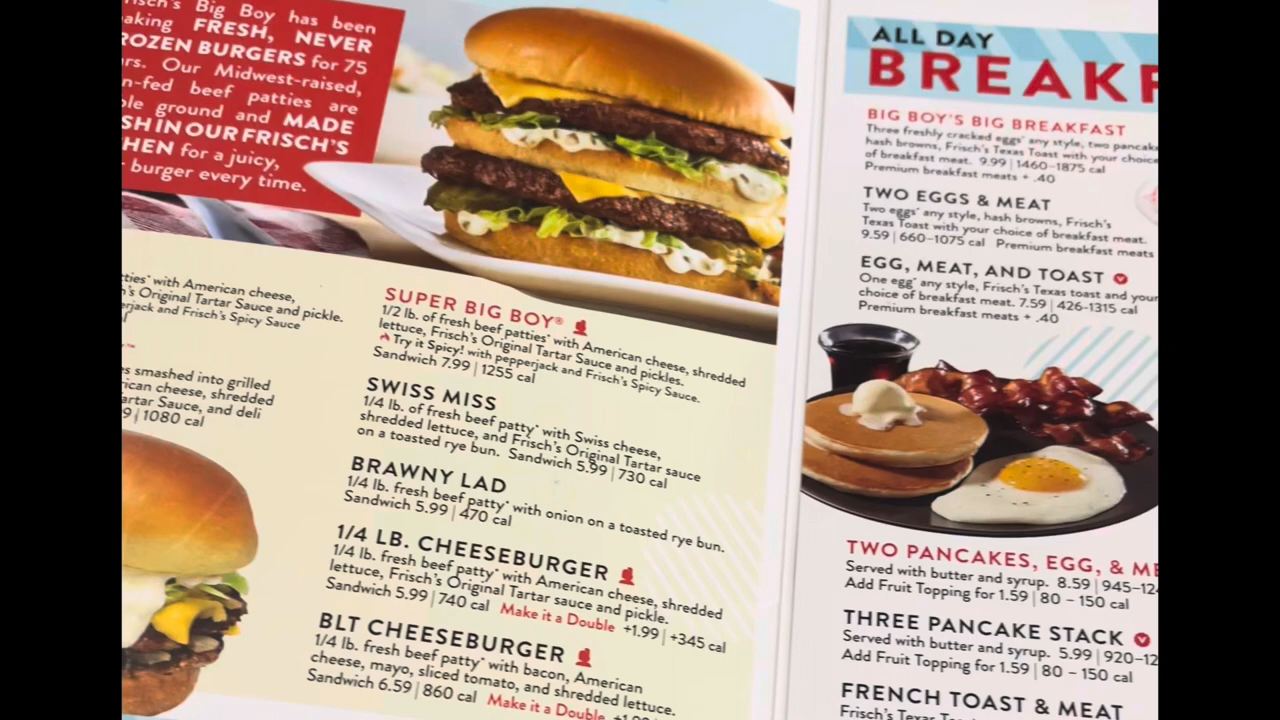 Big Boy has been
FRESH, NEVER
BURGERS for 75
Our Midwest-raised,
beef patties are
ground and MADE
IN OUR FRISCH'S
for a juicy,
burger every time.
with American cheese,
Original Tartar Sauce and pickle.
and Frisch's Spicy Sauce
smashed into grilled
cheese, shredded
Sauce, and deli
1080 cal
SUPER BIG BOY®
1/2 lb. of fresh beef patties* with American cheese, shredded
lettuce, Frisch's Original Tartar Sauce and pickles.
Try it Spicy! with pepperjack and Frisch's Spicy Sauce.
Sandwich 7.99 | 1255 cal
SWISS MISS
1/4 lb. of fresh beef patty* with Swiss cheese,
shredded lettuce, and Frisch's Original Tartar sauce
on a toasted rye bun. Sandwich 5.99 | 730 cal
BRAWNY LAD
1/4 lb. fresh beef patty* with onion on a toasted rye bun.
Sandwich 5.99 | 470 cal
1/4 LB. CHEESEBURGER
1/4 lb. fresh beef patty* with American cheese, shredded
lettuce, Frisch's Original Tartar sauce and pickle.
Sandwich 5.99 | 740 cal Make it a Double +1.99 | +345 cal
BLT CHEESEBURGER
1/4 lb. fresh beef patty* with bacon, American
cheese, mayo, sliced tomato, and shredded lettuce.
Sandwich 6.59 | 860 cal Make it a Double
ALL DAY
BREAKF
BIG BOY'S BIG BREAKFAST
Three freshly cracked eggs* any style, two pancak
hash browns, Frisch's Texas Toast with your choice
of breakfast meat. 9.99 | 1460-1875 cal
Premium breakfast meats + .40
TWO EGGS & MEAT
Two eggs* any style, hash browns, Frisch's
Texas Toast with your choice of breakfast meat.
9.59 | 660-1075 cal Premium breakfast meats
EGG, MEAT, AND TOAST
One egg* any style, Frisch's Texas toast and your
choice of breakfast meat. 7.59 | 426-1315 cal
Premium breakfast meats + .40
TWO PANCAKES, EGG, & ME
Served with butter and syrup. 8.59 | 945-124
Add Fruit Topping for 1.59 | 80 - 150 cal
THREE PANCAKE STACK
Served with butter and syrup. 5.99 | 920-12
Add Fruit Topping for 1.59 | 80 - 150 cal
FRENCH TOAST & MEAT